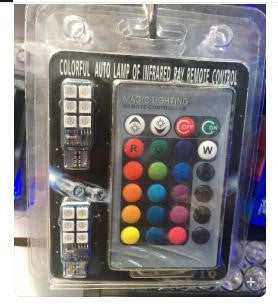 COLORFUL AUTO LAMP OF INFRARED RAY REMOTE CONTROL
MAGIC LIGHTING
REMOTE CONTROLLER
OFF ON
R G W